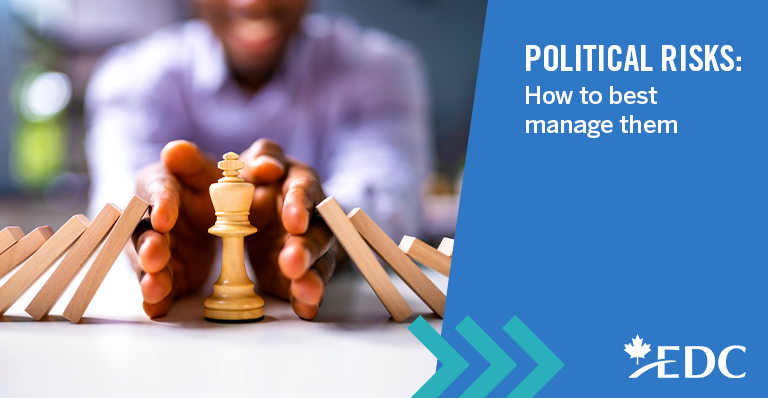 POLITICAL RISKS:
How to best
manage them
EDC